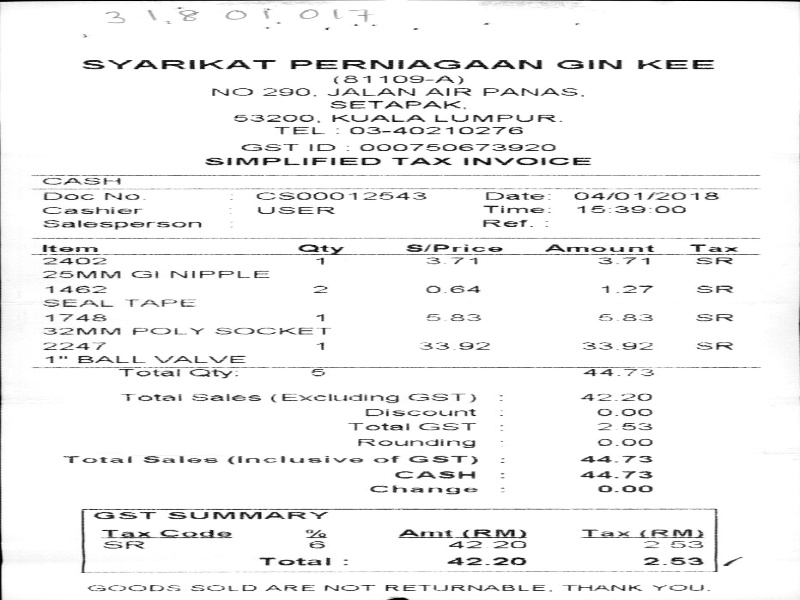 31801017
SYARIKAT PERNIAGAAN GIN KEE
(81109-A)
NO 290, JALAN AIR PANAS,
SETAPAK,
53200, KUALA LUMPUR.
TEL : 03-40210276
GST ID : 000750673920
SIMPLIFIED TAX INVOICE
CASH
Doc No. : CS00012543 Date: 04/01/2018
Cashier : USER Time: 15:39:00
Salesperson : Ref. :
Item Qty S/Price Amount Tax
2402 1 3.71 3.71 SR
25MM GI NIPPLE
1462 2 0.64 1.27 SR
SEAL TAPE
1748 1 5.83 5.83 SR
32MM POLY SOCKET
2247 1 33.92 33.92 SR
1" BALL VALVE
Total Qty: 5 44.73
Total Sales (Excluding GST) : 42.20
Discount : 0.00
Total GST : 2.53
Rounding : 0.00
Total Sales (Inclusive of GST) : 44.73
CASH : 44.73
Change : 0.00
GST SUMMARY
Tax Code % Amt (RM) Tax (RM)
SR 6 42.20 2.53
Total : 42.20 2.53
GOODS SOLD ARE NOT RETURNABLE, THANK YOU.